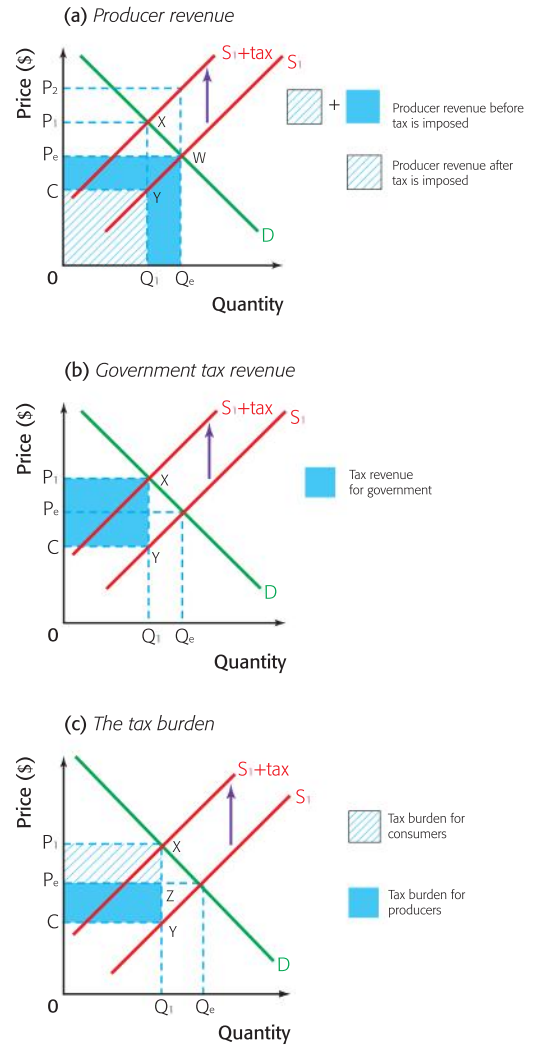 (a) Producer revenue
Price ($)
S₁+tax
S₁
P₂
P₁
X
Pₑ
W
C
Y
D
0
Q₁
Qₑ
Quantity
+
Producer revenue before
tax is imposed
Producer revenue after
tax is imposed
(b) Government tax revenue
Price ($)
S₁+tax
S₁
P₁
X
Pₑ
C
Y
D
0
Q₁
Qₑ
Quantity
Tax revenue
for government
(c) The tax burden
Price ($)
S₁+tax
S₁
P₁
X
Pₑ
Z
C
Y
D
0
Q₁
Qₑ
Quantity
Tax burden for
consumers
Tax burden for
producers